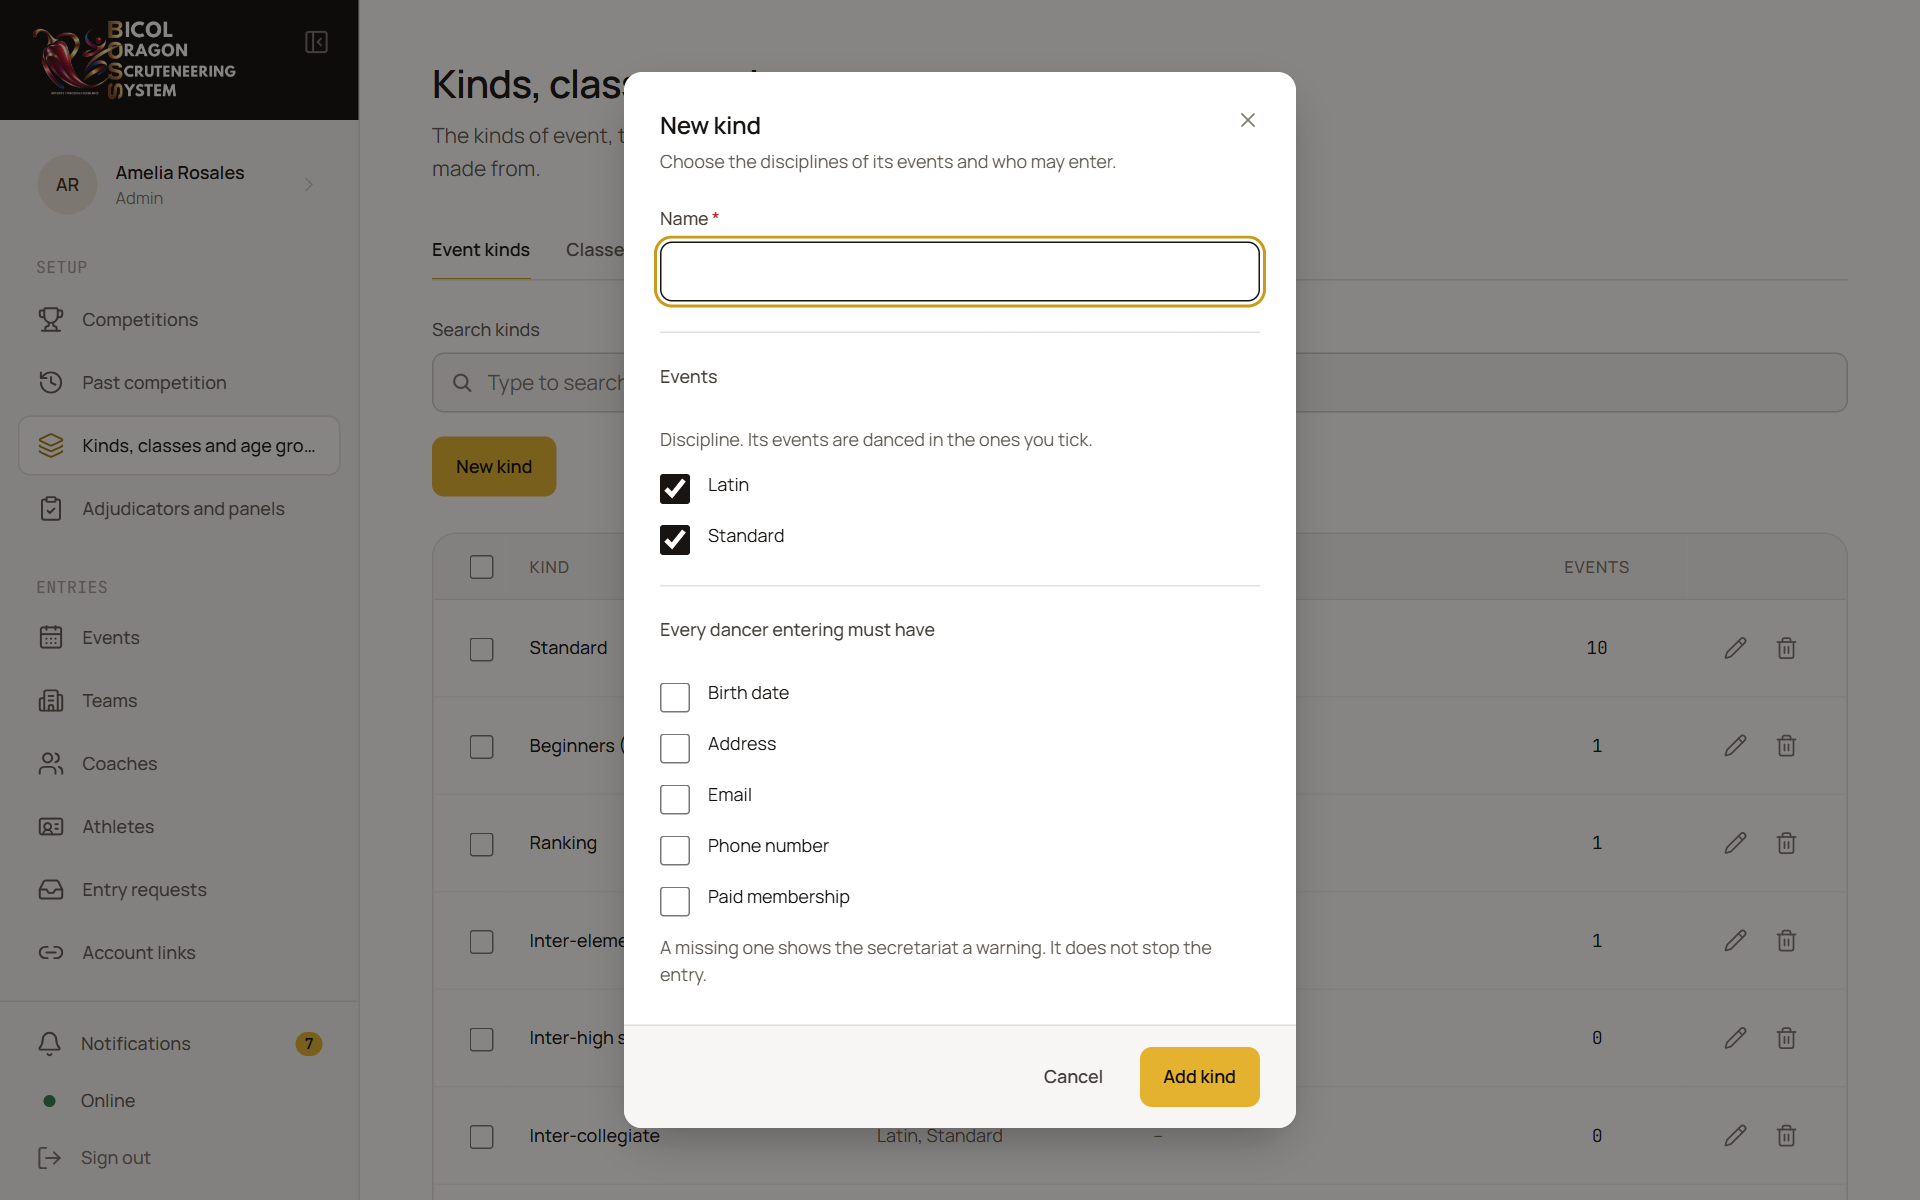 BICOL
DRAGON
SCRUTENEERING
SYSTEM
AR
Amelia Rosales
Admin
SETUP
Competitions
Past competition
Kinds, classes and age gro...
Adjudicators and panels
ENTRIES
Events
Teams
Coaches
Athletes
Entry requests
Account links
Notifications
7
Online
Sign out
Kinds,
The kinds of event,
made from.
Event kinds
Search kinds
Type to search
New kind
KIND
EVENTS
Standard
10
Beginners
1
Ranking
1
1
Inter-high
0
Inter-collegiate
Latin, Standard
–
0
New kind
Choose the disciplines of its events and who may enter.
Name *
Events
Discipline. Its events are danced in the ones you tick.
Latin
Standard
Every dancer entering must have
Birth date
Address
Email
Phone number
Paid membership
A missing one shows the secretariat a warning. It does not stop the
entry.
Cancel
Add kind